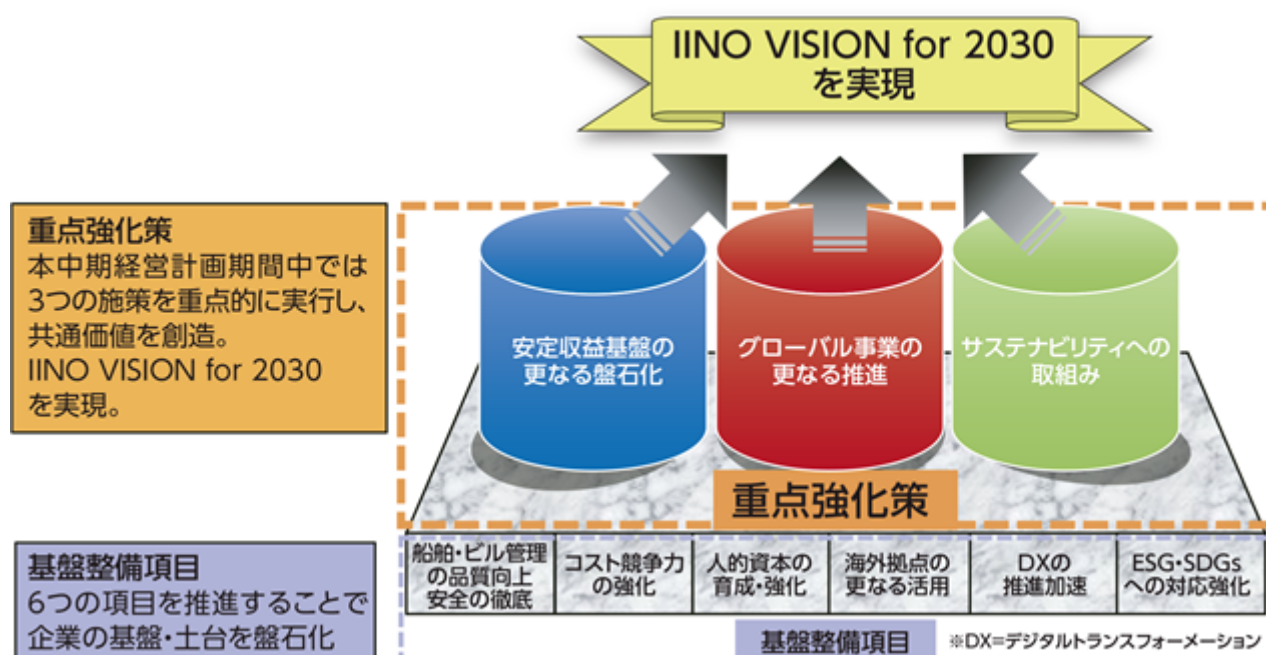 IINO VISION for 2030
を実現
重点強化策
本中期経営計画期間中では
3つの施策を重点的に実行し、
共通価値を創造。
IINO VISION for 2030
を実現。
安定収益基盤の
更なる盤石化
グローバル事業の
更なる推進
サステナビリティへの
取組み
重点強化策
基盤整備項目
6つの項目を推進することで
企業の基盤・土台を盤石化
船舶・ビル管理
の品質向上
安全の徹底
コスト競争力
の強化
人的資本の
育成・強化
海外拠点の
更なる活用
DXの
推進加速
ESG・SDGs
への対応強化
基盤整備項目
※DX=デジタルトランスフォーメーション